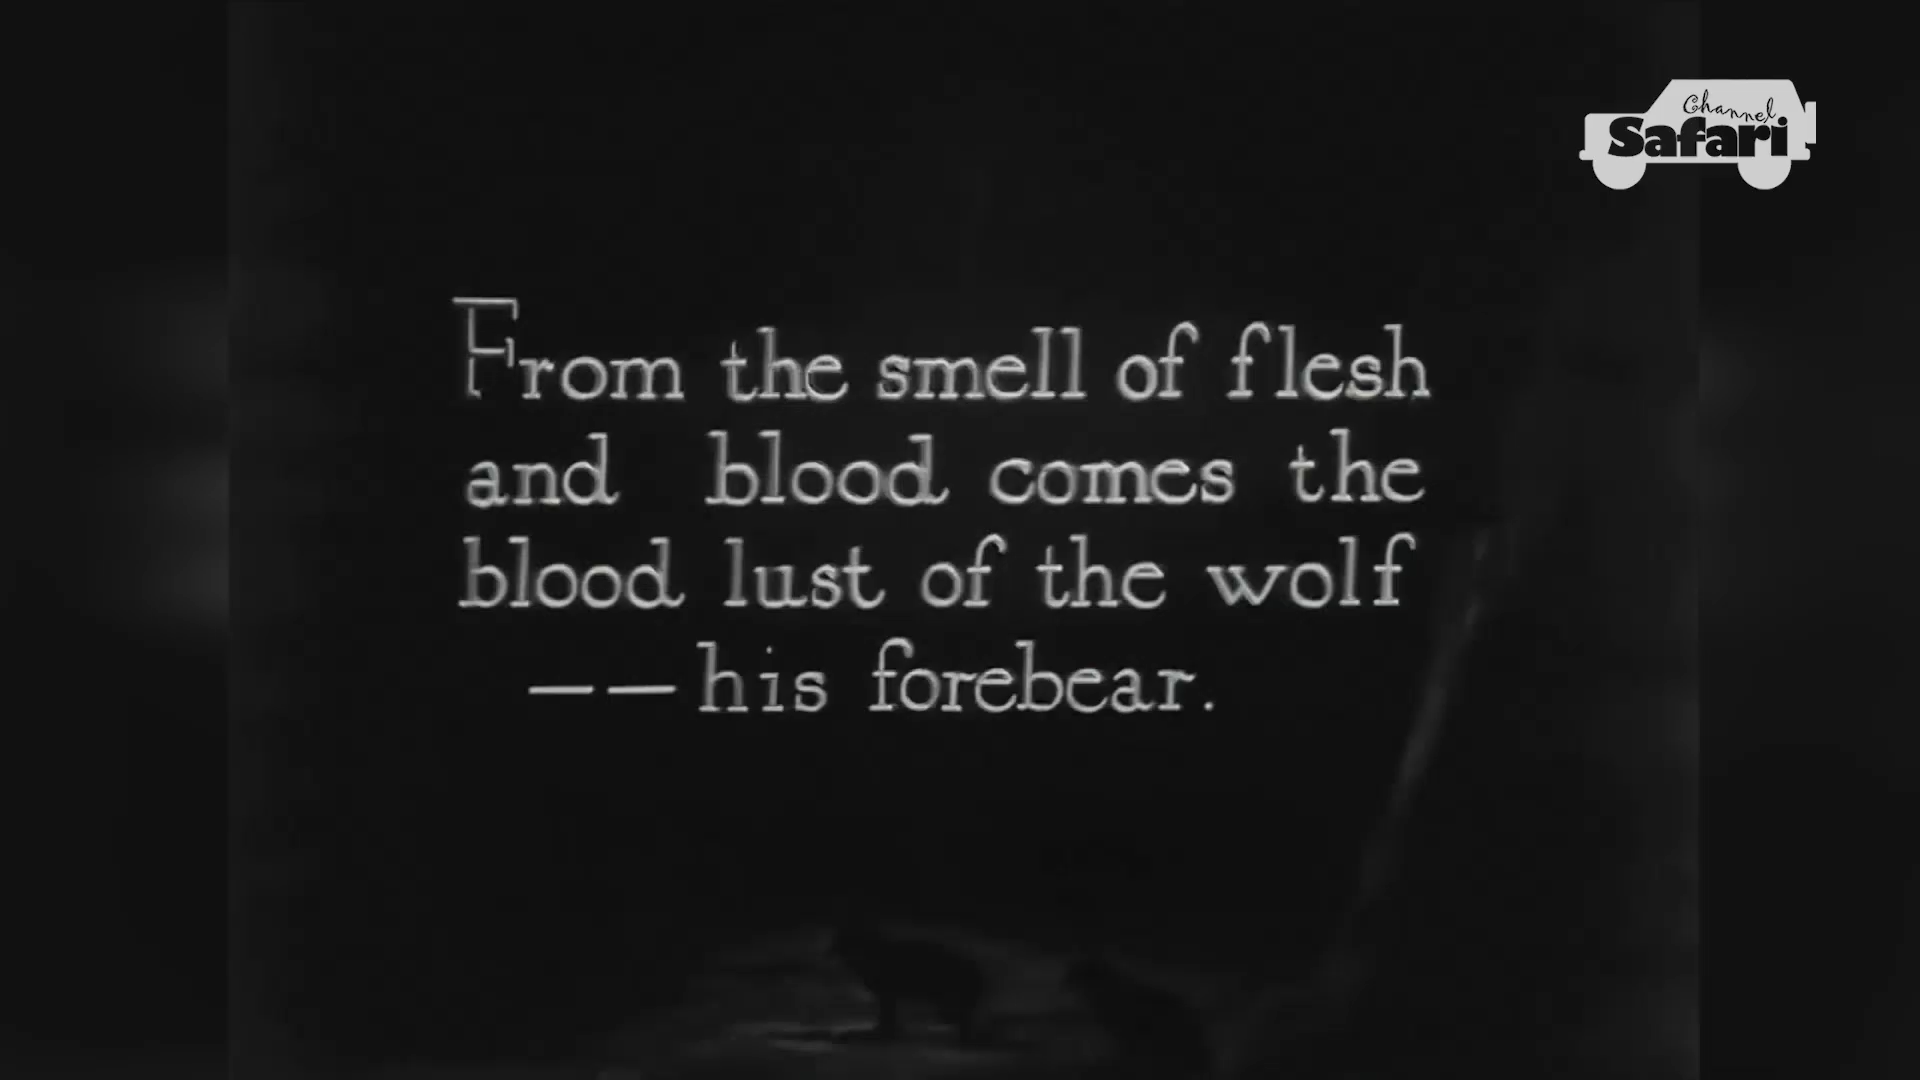 Channel
Safari
From the smell of flesh
and blood comes the
blood lust of the wolf
——his forebear.